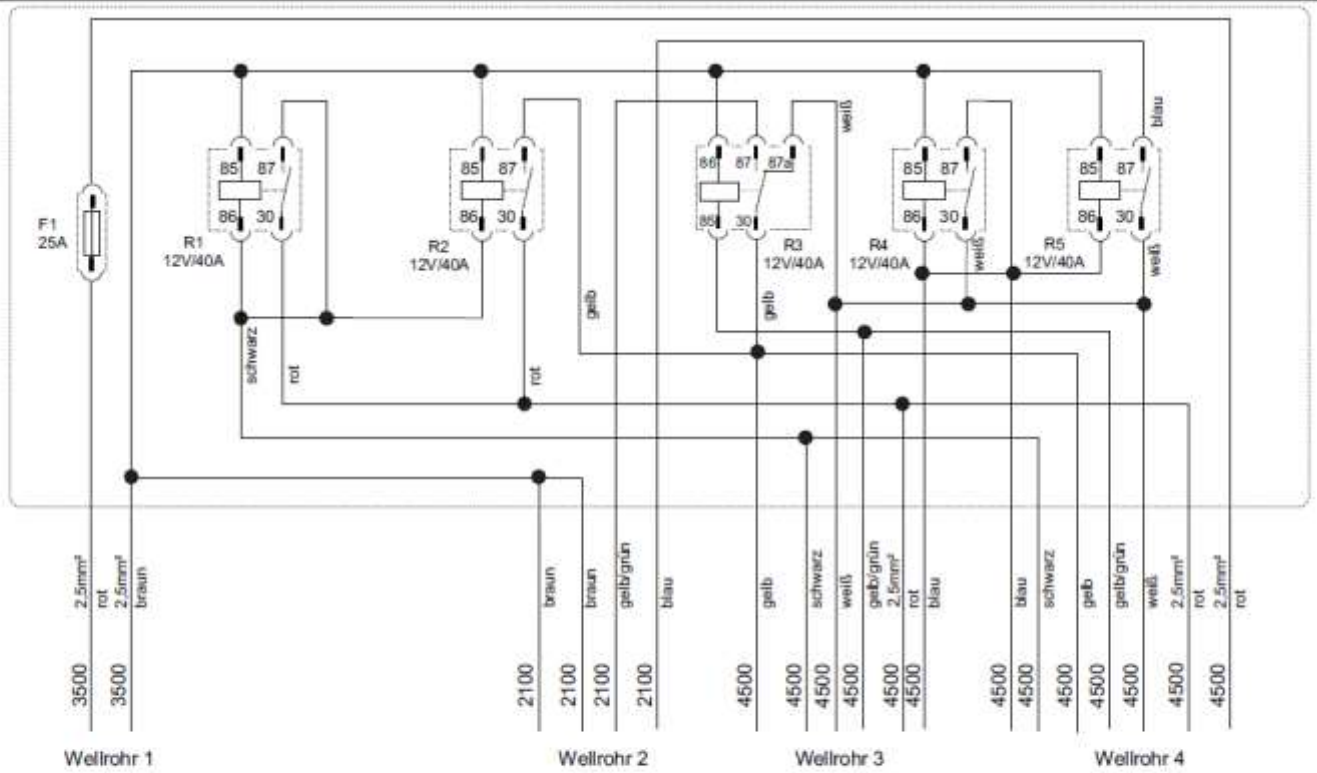 weiß
blau
85 87
85 87
86 87 87a
85 87
85 87
F1
25A
86 30
86 30
85 30
86 30
86 30
R1
12V/40A
R2
12V/40A
R3
12V/40A
R4
12V/40A
weiß
R5
12V/40A
weiß
schwarz
rot
gelb
rot
gelb
2,5mm²
rot
2,5mm²
braun
braun
braun
gelb/grün
blau
gelb
schwarz
weiß
gelb/grün
2,5mm²
rot
blau
blau
schwarz
gelb
gelb/grün
weiß
2,5mm²
rot
2,5mm²
rot
3500
3500
2100
2100
2100
2100
4500
4500
4500
4500
4500
4500
4500
4500
4500
4500
4500
4500
4500
Wellrohr 1
Wellrohr 2
Wellrohr 3
Wellrohr 4